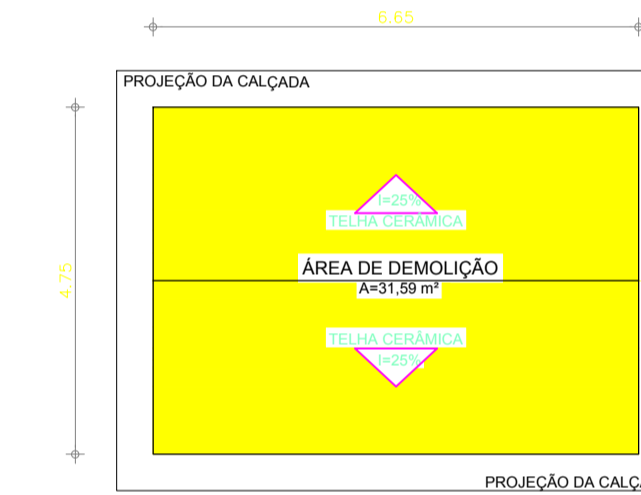 6.65
PROJEÇÃO DA CALÇADA
I=25%
TELHA CERÂMICA
4.75
ÁREA DE DEMOLIÇÃO
A=31,59 m²
TELHA CERÂMICA
I=25%
PROJEÇÃO DA